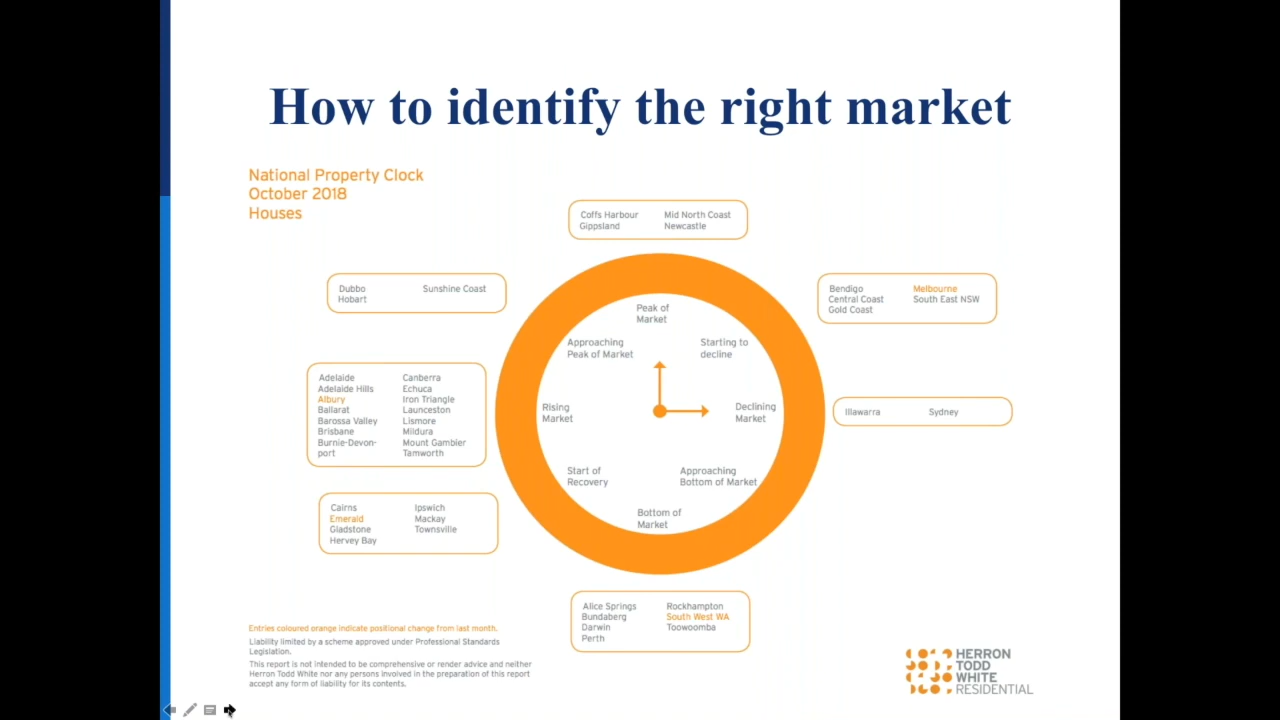 How to identify the right market
National Property Clock
October 2018
Houses
Coffs Harbour Mid North Coast
Gippsland Newcastle
Dubbo Sunshine Coast
Hobart
Bendigo Melbourne
Central Coast South East NSW
Gold Coast
Peak of
Market
Approaching
Peak of Market
Starting to
decline
Adelaide Canberra
Adelaide Hills Echuca
Albury Iron Triangle
Ballarat Launceston
Barossa Valley Lismore
Brisbane Mildura
Burnie-Devon- Mount Gambier
port Tamworth
Rising
Market
Declining
Market
Illawarra Sydney
Start of
Recovery
Approaching
Bottom of Market
Cairns Ipswich
Emerald Mackay
Gladstone Townsville
Hervey Bay
Bottom of
Market
Alice Springs Rockhampton
Bundaberg South West WA
Darwin Toowoomba
Perth
Entries coloured orange indicate positional change from last month.
Liability limited by a scheme approved under Professional Standards
Legislation.
This report is not intended to be comprehensive or render advice and neither
Herron Todd White nor any persons involved in the preparation of this report
accept any form of liability for its contents.
HERRON
TODD
WHITE
RESIDENTIAL